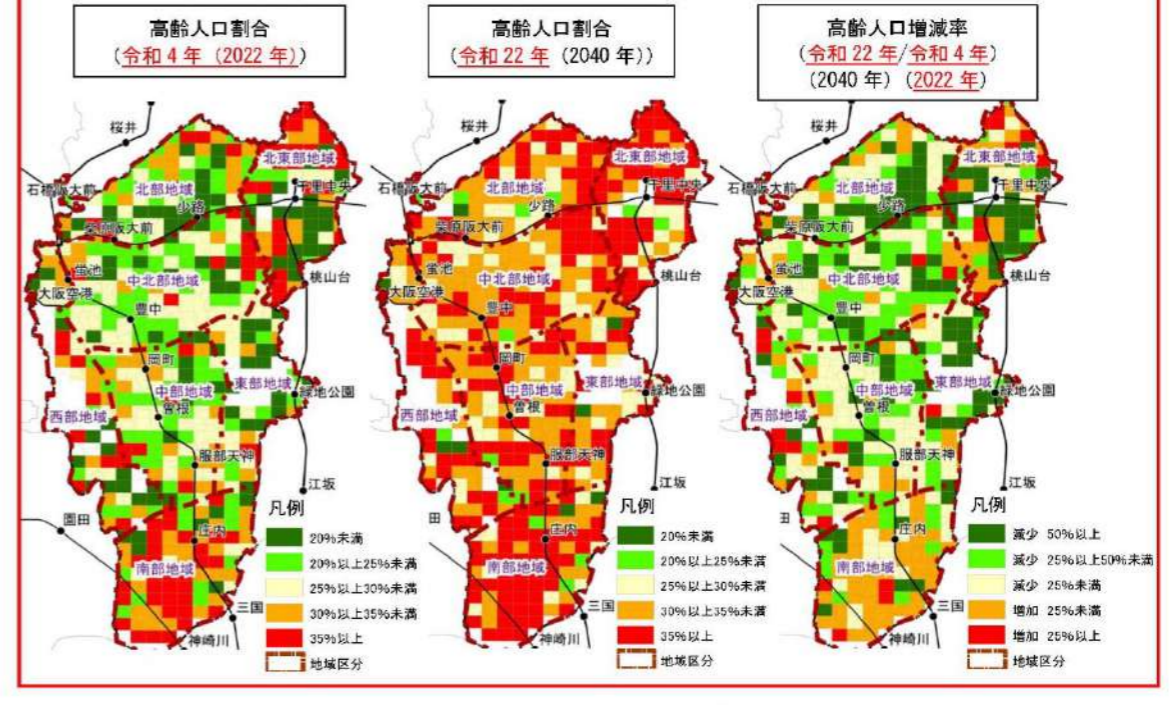 高齢人口割合
（令和4年（2022年））
桜井
北東部地域
石橋阪大前
北部地域
千里中央
少路
柴原阪大前
蛍池
中北部地域
桃山台
大阪空港
豊中
岡町
東部地域
中部地域
緑地公園
西部地域
曽根
服部天神
江坂
園田
庄内
南部地域
三国
神崎川
凡例
20%未満
20%以上25%未満
25%以上30%未満
30%以上35%未満
35%以上
地域区分
高齢人口割合
（令和22年（2040年））
桜井
北東部地域
石橋阪大前
北部地域
千里中央
少路
柴原阪大前
蛍池
中北部地域
桃山台
大阪空港
豊中
岡町
東部地域
中部地域
緑地公園
西部地域
曽根
服部天神
江坂
田
庄内
南部地域
三国
神崎川
凡例
20%未満
20%以上25%未満
25%以上30%未満
30%以上35%未満
35%以上
地域区分
高齢人口増減率
（令和22年/令和4年）
（2040年）（2022年）
桜井
北東部地域
石橋阪大前
北部地域
千里中央
少路
柴原阪大前
蛍池
中北部地域
桃山台
大阪空港
豊中
岡町
東部地域
中部地域
緑地公園
西部地域
曽根
服部天神
江坂
庄内
南部地域
三国
神崎川
凡例
減少 50%以上
減少 25%以上50%未満
減少 25%未満
増加 25%未満
増加 25%以上
地域区分